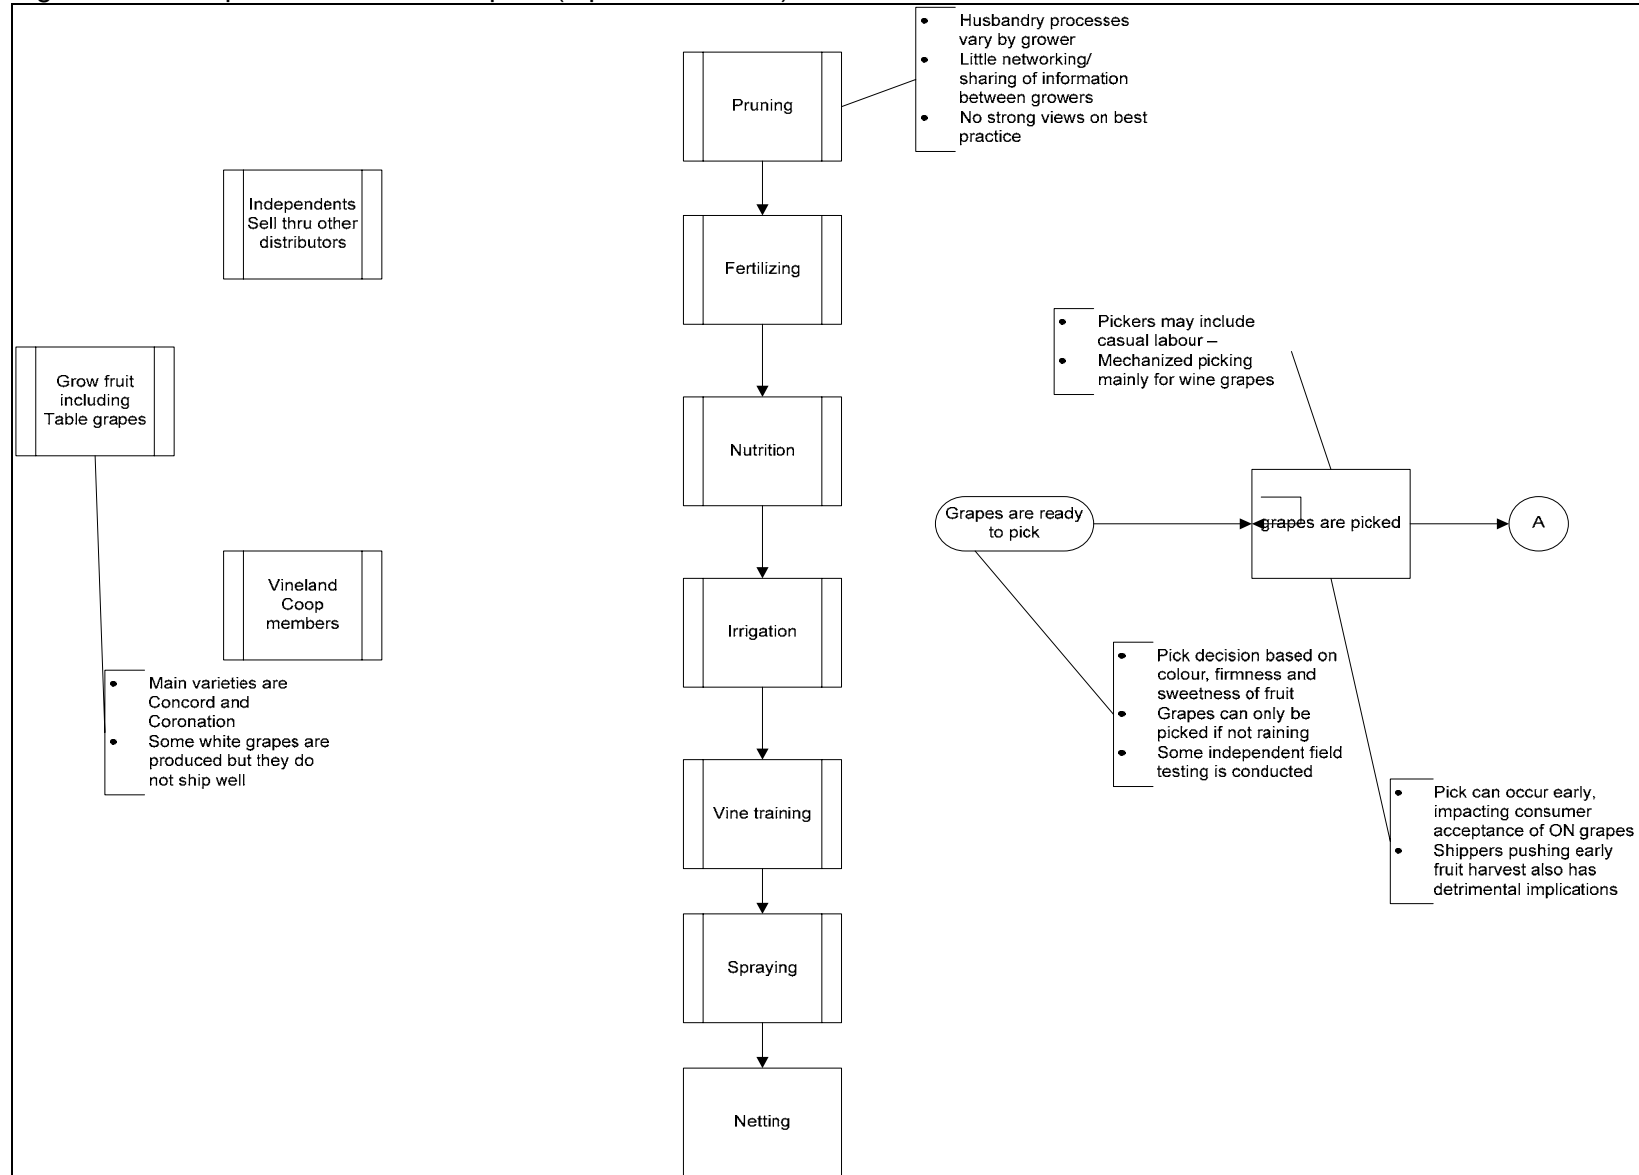 • Husbandry processes
vary by grower
• Little networking/
sharing of information
between growers
• No strong views on best
practice
Pruning
Independents
Sell thru other
distributors
Fertilizing
• Pickers may include
casual labour –
• Mechanized picking
mainly for wine grapes
Grow fruit
including
Table grapes
Nutrition
Grapes are ready
to pick
grapes are picked
A
Vineland
Coop
members
Irrigation
• Main varieties are
Concord and
Coronation
• Some white grapes are
produced but they do
not ship well
• Pick decision based on
colour, firmness and
sweetness of fruit
• Grapes can only be
picked if not raining
• Some independent field
testing is conducted
Vine training
• Pick can occur early,
impacting consumer
acceptance of ON grapes
• Shippers pushing early
fruit harvest also has
detrimental implications
Spraying
Netting